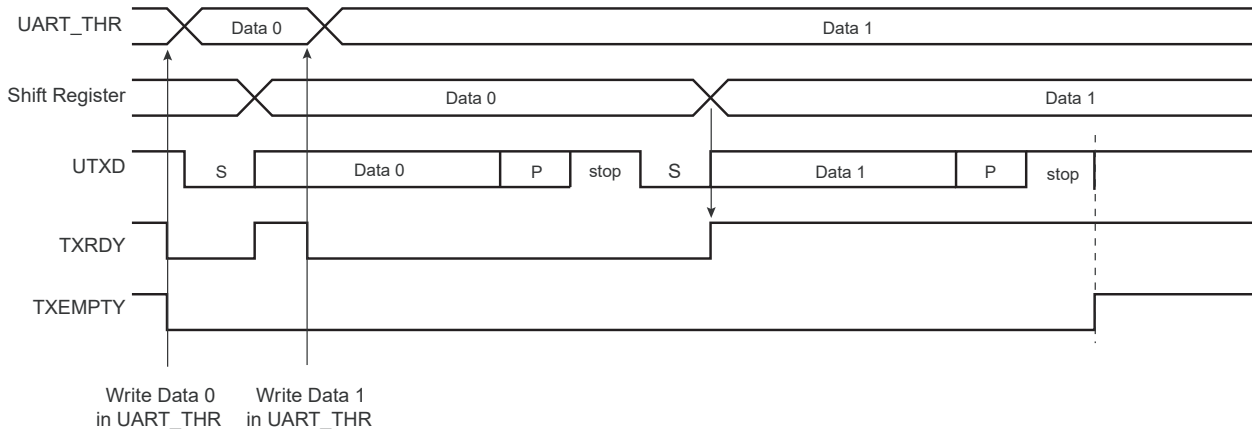 UART_THR
Data 0
Data 1
Shift Register
Data 0
Data 1
UTXD
S
Data 0
P
stop
S
Data 1
P
stop
TXRDY
TXEMPTY
Write Data 0
in UART_THR
Write Data 1
in UART_THR